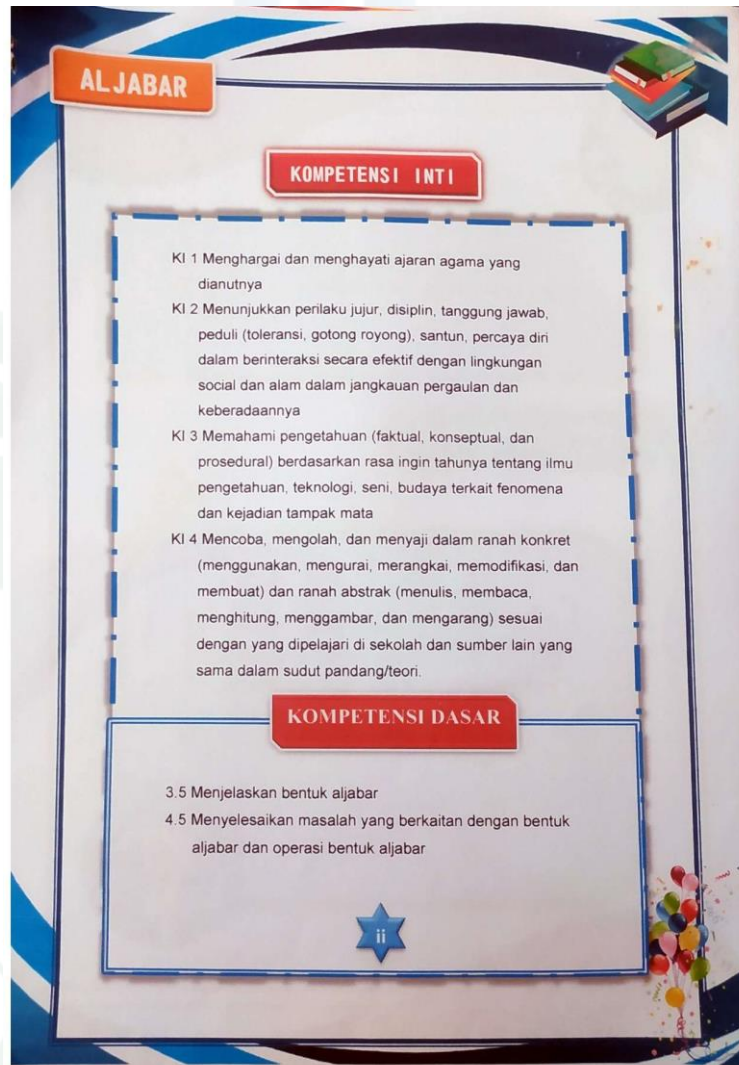 ALJABAR
KOMPETENSI INTI
KI 1 Menghargai dan menghayati ajaran agama yang
dianutnya
KI 2 Menunjukkan perilaku jujur, disiplin, tanggung jawab,
peduli (toleransi, gotong royong), santun, percaya diri
dalam berinteraksi secara efektif dengan lingkungan
social dan alam dalam jangkauan pergaulan dan
keberadaannya
KI 3 Memahami pengetahuan (faktual, konseptual, dan
prosedural) berdasarkan rasa ingin tahunya tentang ilmu
pengetahuan, teknologi, seni, budaya terkait fenomena
dan kejadian tampak mata
KI 4 Mencoba, mengolah, dan menyaji dalam ranah konkret
(menggunakan, mengurai, merangkai, memodifikasi, dan
membuat) dan ranah abstrak (menulis, membaca,
menghitung, menggambar, dan mengarang) sesuai
dengan yang dipelajari di sekolah dan sumber lain yang
sama dalam sudut pandang/teori.
KOMPETENSI DASAR
3.5 Menjelaskan bentuk aljabar
4.5 Menyelesaikan masalah yang berkaitan dengan bentuk
aljabar dan operasi bentuk aljabar
ii